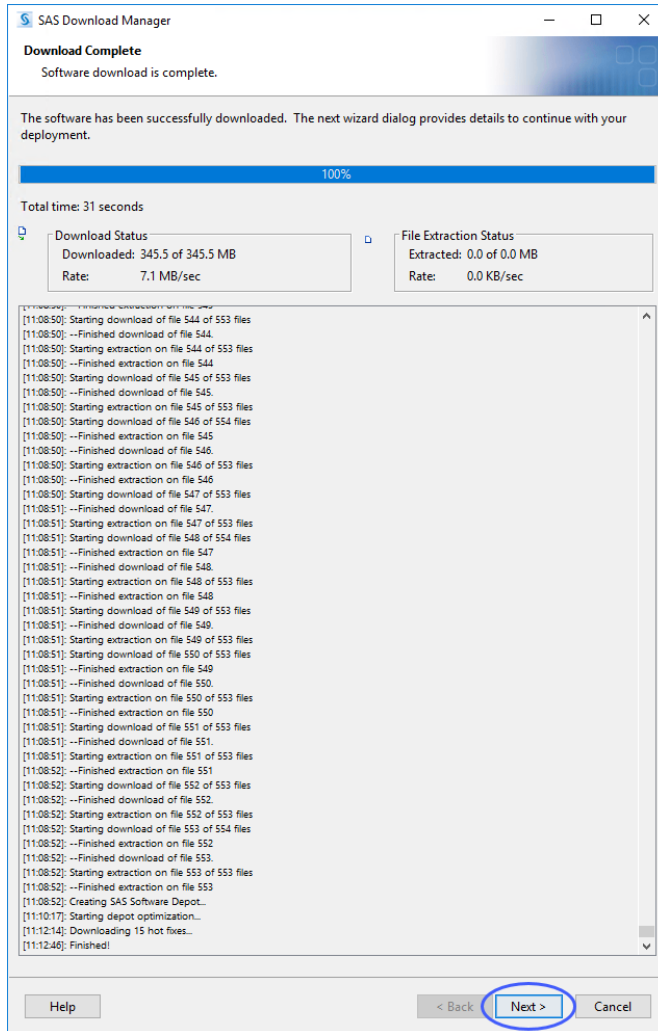 SAS Download Manager
Download Complete
Software download is complete.
The software has been successfully downloaded.  The next wizard dialog provides details to continue with your
deployment.
100%
Total time: 31 seconds
Download Status
Downloaded: 345.5 of 345.5 MB
Rate: 7.1 MB/sec
File Extraction Status
Extracted: 0.0 of 0.0 MB
Rate: 0.0 KB/sec
[11:08:50]: --Finished extraction on file 543
[11:08:50]: Starting download of file 544 of 553 files
[11:08:50]: --Finished download of file 544.
[11:08:50]: Starting extraction on file 544 of 553 files
[11:08:50]: --Finished extraction on file 544
[11:08:50]: Starting download of file 545 of 553 files
[11:08:50]: --Finished download of file 545.
[11:08:50]: Starting extraction on file 545 of 553 files
[11:08:50]: Starting download of file 546 of 554 files
[11:08:50]: --Finished extraction on file 545
[11:08:50]: --Finished download of file 546.
[11:08:50]: Starting extraction on file 546 of 553 files
[11:08:50]: --Finished extraction on file 546
[11:08:50]: Starting download of file 547 of 553 files
[11:08:51]: --Finished download of file 547.
[11:08:51]: Starting extraction on file 547 of 553 files
[11:08:51]: Starting download of file 548 of 554 files
[11:08:51]: --Finished extraction on file 547
[11:08:51]: --Finished download of file 548.
[11:08:51]: Starting extraction on file 548 of 553 files
[11:08:51]: --Finished extraction on file 548
[11:08:51]: Starting download of file 549 of 553 files
[11:08:51]: --Finished download of file 549.
[11:08:51]: Starting extraction on file 549 of 553 files
[11:08:51]: Starting download of file 550 of 553 files
[11:08:51]: --Finished extraction on file 549
[11:08:51]: --Finished download of file 550.
[11:08:51]: Starting extraction on file 550 of 553 files
[11:08:51]: --Finished extraction on file 550
[11:08:51]: Starting download of file 551 of 553 files
[11:08:51]: --Finished download of file 551.
[11:08:51]: Starting extraction on file 551 of 553 files
[11:08:52]: --Finished extraction on file 551
[11:08:52]: Starting download of file 552 of 553 files
[11:08:52]: --Finished download of file 552.
[11:08:52]: Starting extraction on file 552 of 553 files
[11:08:52]: Starting download of file 553 of 554 files
[11:08:52]: --Finished extraction on file 552
[11:08:52]: --Finished download of file 553.
[11:08:52]: Starting extraction on file 553 of 553 files
[11:08:52]: --Finished extraction on file 553
[11:08:52]: Creating SAS Software Depot...
[11:10:17]: Starting depot optimization...
[11:12:14]: Downloading 15 hot fixes...
[11:12:46]: Finished!
Help
< Back
Next >
Cancel